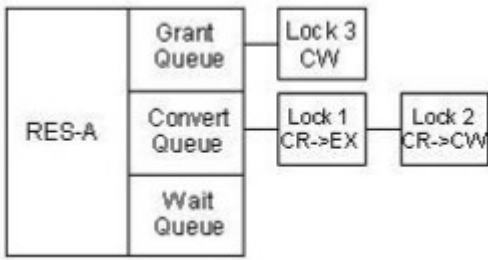 RES-A
Grant
Queue
Lock 3
CW
Convert
Queue
Lock 1
CR->EX
Lock 2
CR->CW
Wait
Queue